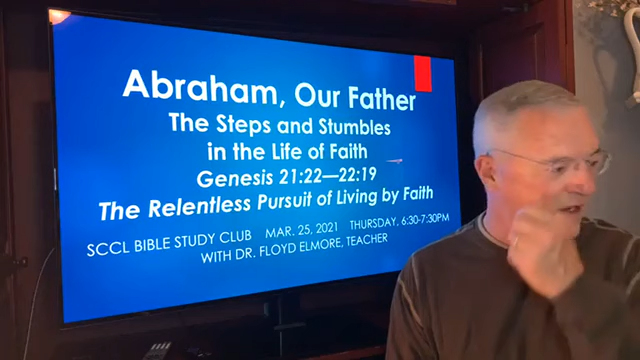 Abraham, Our Father
The Steps and Stumbles
in the Life of Faith
Genesis 21:22—22:19
The Relentless Pursuit of Living by Faith
SCCL BIBLE STUDY CLUB MAR. 25, 2021 THURSDAY, 6:30-7:30PM
WITH DR. FLOYD ELMORE, TEACHER